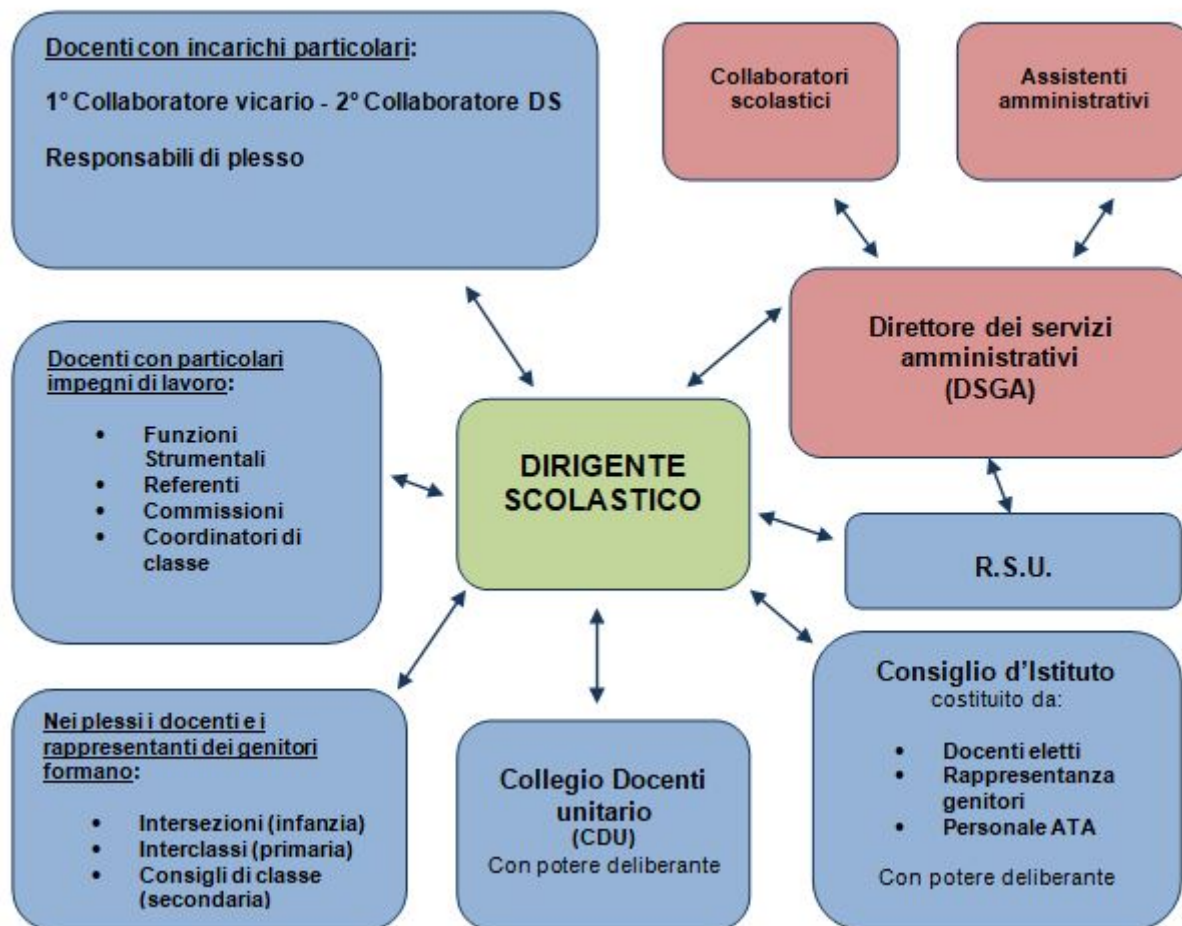 Docenti con incarichi particolari:
1° Collaboratore vicario - 2° Collaboratore DS
Responsabili di plesso
Collaboratori
scolastici
Assistenti
amministrativi
Direttore dei servizi
amministrativi
(DSGA)
Docenti con particolari
impegni di lavoro:
• Funzioni
Strumentali
• Referenti
• Commissioni
• Coordinatori di
classe
DIRIGENTE
SCOLASTICO
R.S.U.
Nei plessi i docenti e i
rappresentanti dei genitori
formano:
• Intersezioni (infanzia)
• Interclassi (primaria)
• Consigli di classe
(secondaria)
Collegio Docenti
unitario
(CDU)
Con potere deliberante
Consiglio d'Istituto
costituito da:
• Docenti eletti
• Rappresentanza
genitori
• Personale ATA
Con potere deliberante